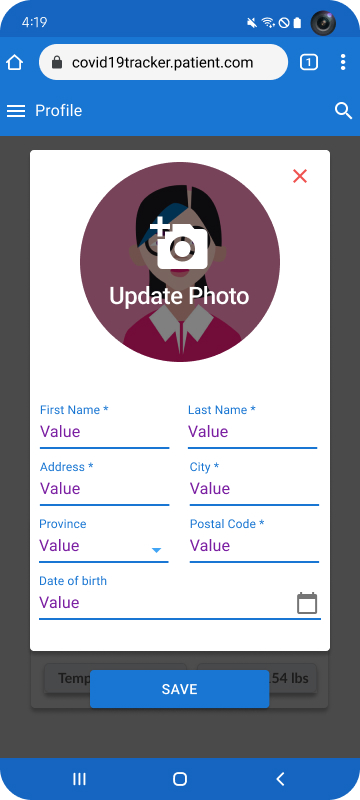 4:19
covid19tracker.patient.com
1
Profile
Update Photo
First Name *
Last Name *
Value
Value
Address *
City *
Value
Value
Province
Postal Code *
Value
Value
Date of birth
Value
54 lbs
SAVE